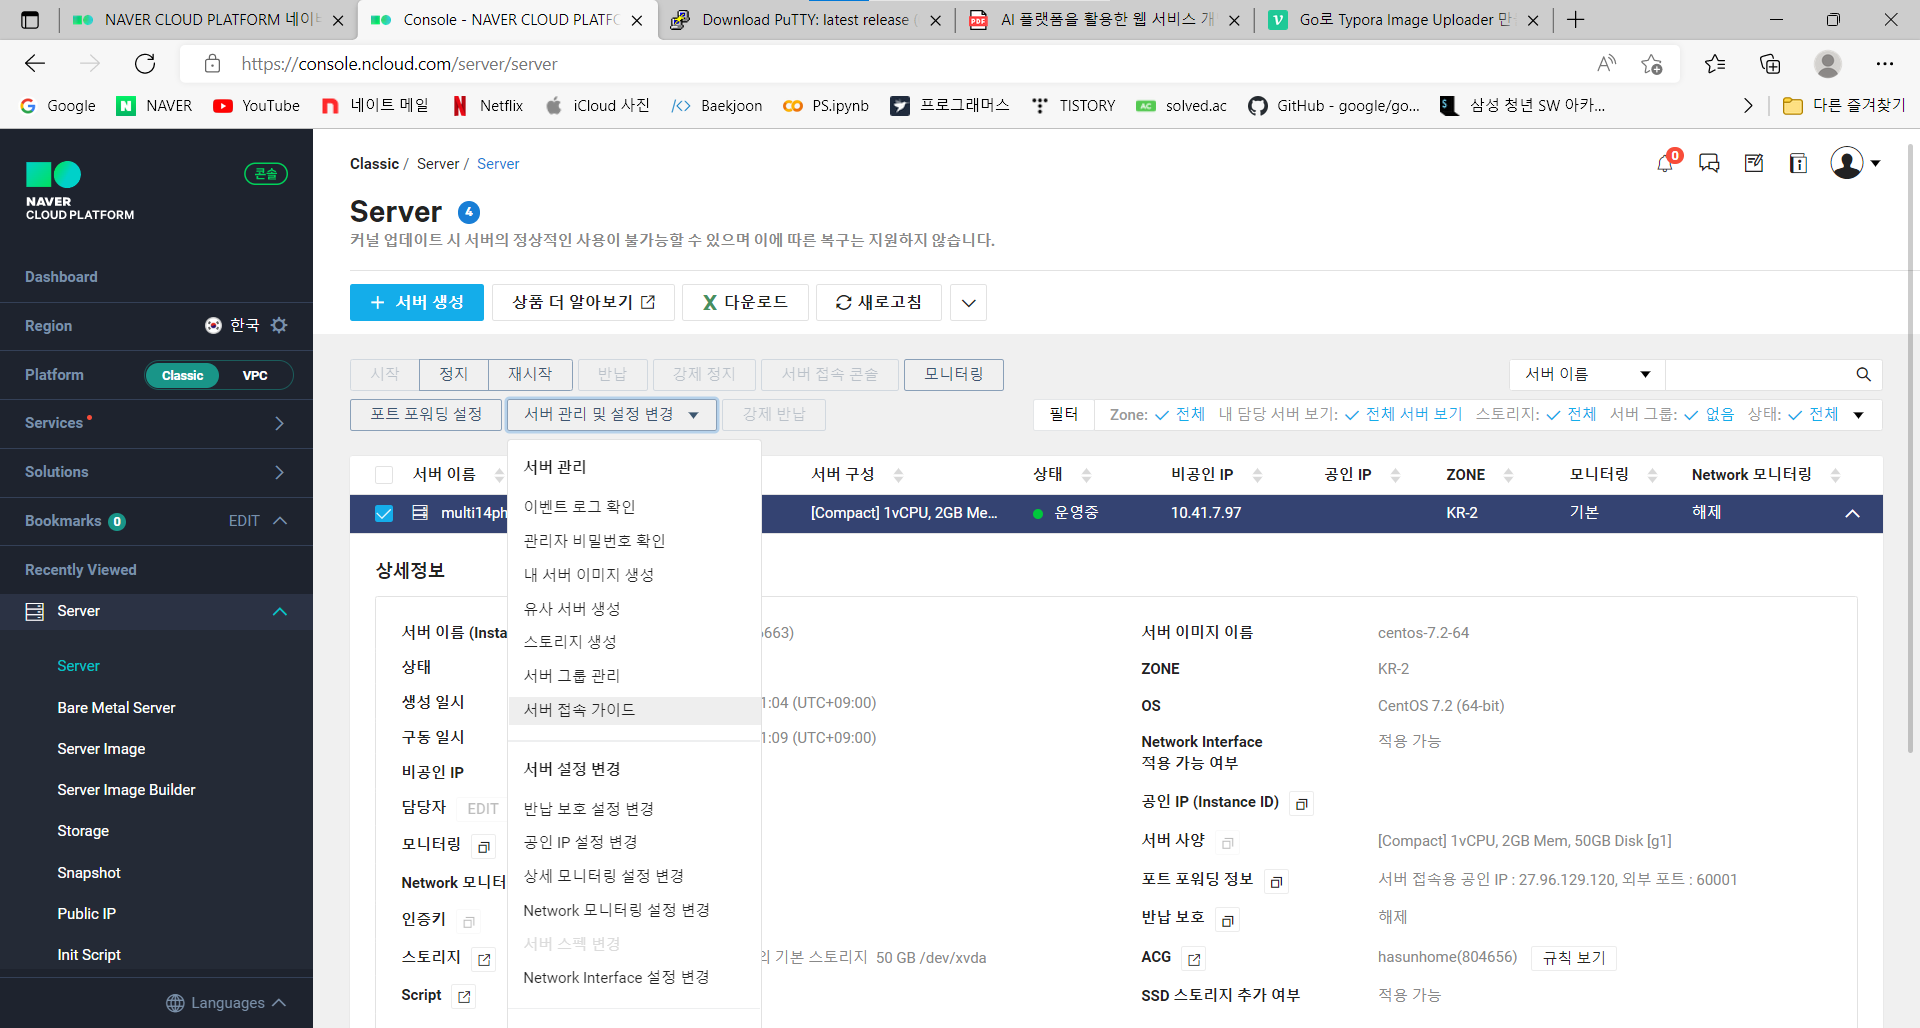 NAVER CLOUD PLATFORM 네이버
Console - NAVER CLOUD PLATFO
Download PuTTY: latest release (
AI 플랫폼을 활용한 웹 서비스 개
Go로 Typora Image Uploader 만
https://console.ncloud.com/server/server
Google
NAVER
YouTube
네이트 메일
Netflix
iCloud 사진
Baekjoon
PS.ipynb
프로그래머스
TISTORY
solved.ac
GitHub - google/go...
삼성 청년 SW 아카...
다른 즐겨찾기
NAVER
CLOUD PLATFORM
콘솔
Dashboard
Region 한국
Platform Classic VPC
Services
Solutions
Bookmarks 0 EDIT
Recently Viewed
Server
Server
Bare Metal Server
Server Image
Server Image Builder
Storage
Snapshot
Public IP
Init Script
Languages
Classic / Server / Server
0
Server 4
커널 업데이트 시 서버의 정상적인 사용이 불가능할 수 있으며 이에 따른 복구는 지원하지 않습니다.
+ 서버 생성
상품 더 알아보기
다운로드
새로고침
시작 정지 재시작 반납 강제 정지 서버 접속 콘솔 모니터링
서버 이름
포트 포워딩 설정 서버 관리 및 설정 변경 강제 반납
필터 Zone: 전체 내 담당 서버 보기: 전체 서버 보기 스토리지: 전체 서버 그룹: 없음 상태: 전체
서버 이름 서버 구성 상태 비공인 IP 공인 IP ZONE 모니터링 Network 모니터링
multi14ph [Compact] 1vCPU, 2GB Me... 운영중 10.41.7.97 KR-2 기본 해제
서버 관리
이벤트 로그 확인
관리자 비밀번호 확인
내 서버 이미지 생성
유사 서버 생성
스토리지 생성
서버 그룹 관리
서버 접속 가이드
서버 설정 변경
반납 보호 설정 변경
공인 IP 설정 변경
상세 모니터링 설정 변경
Network 모니터링 설정 변경
서버 스펙 변경
Network Interface 설정 변경
상세정보
서버 이름 (Insta 6663)
상태
생성 일시 1:04 (UTC+09:00)
구동 일시 1:09 (UTC+09:00)
비공인 IP
담당자 EDIT
모니터링
Network 모니터
인증키
스토리지 의 기본 스토리지 50 GB /dev/xvda
Script
서버 이미지 이름 centos-7.2-64
ZONE KR-2
OS CentOS 7.2 (64-bit)
Network Interface 적용 가능
적용 가능 여부
공인 IP (Instance ID)
서버 사양 [Compact] 1vCPU, 2GB Mem, 50GB Disk [g1]
포트 포워딩 정보 서버 접속용 공인 IP : 27.96.129.120, 외부 포트 : 60001
반납 보호 해제
ACG hasunhome(804656) 규칙 보기
SSD 스토리지 추가 여부 적용 가능